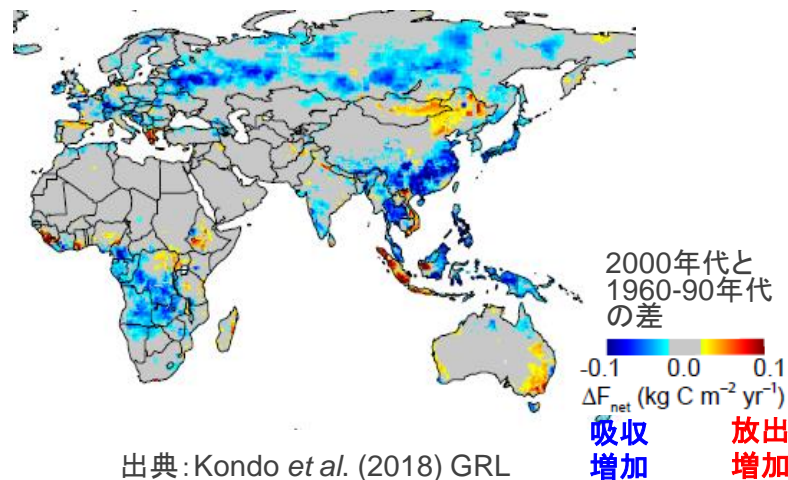 2000年代と
1960-90年代
の差
-0.1 0.0 0.1
ΔFnet (kg C m−2 yr−1)
吸収 放出
増加 増加
出典：Kondo et al. (2018) GRL